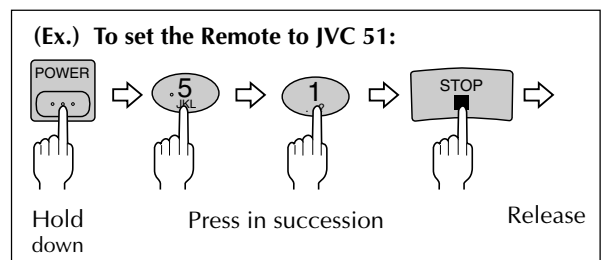 (Ex.) To set the Remote to JVC 51:
POWER
5
JKL
1
STOP
Hold
down
Press in succession
Release